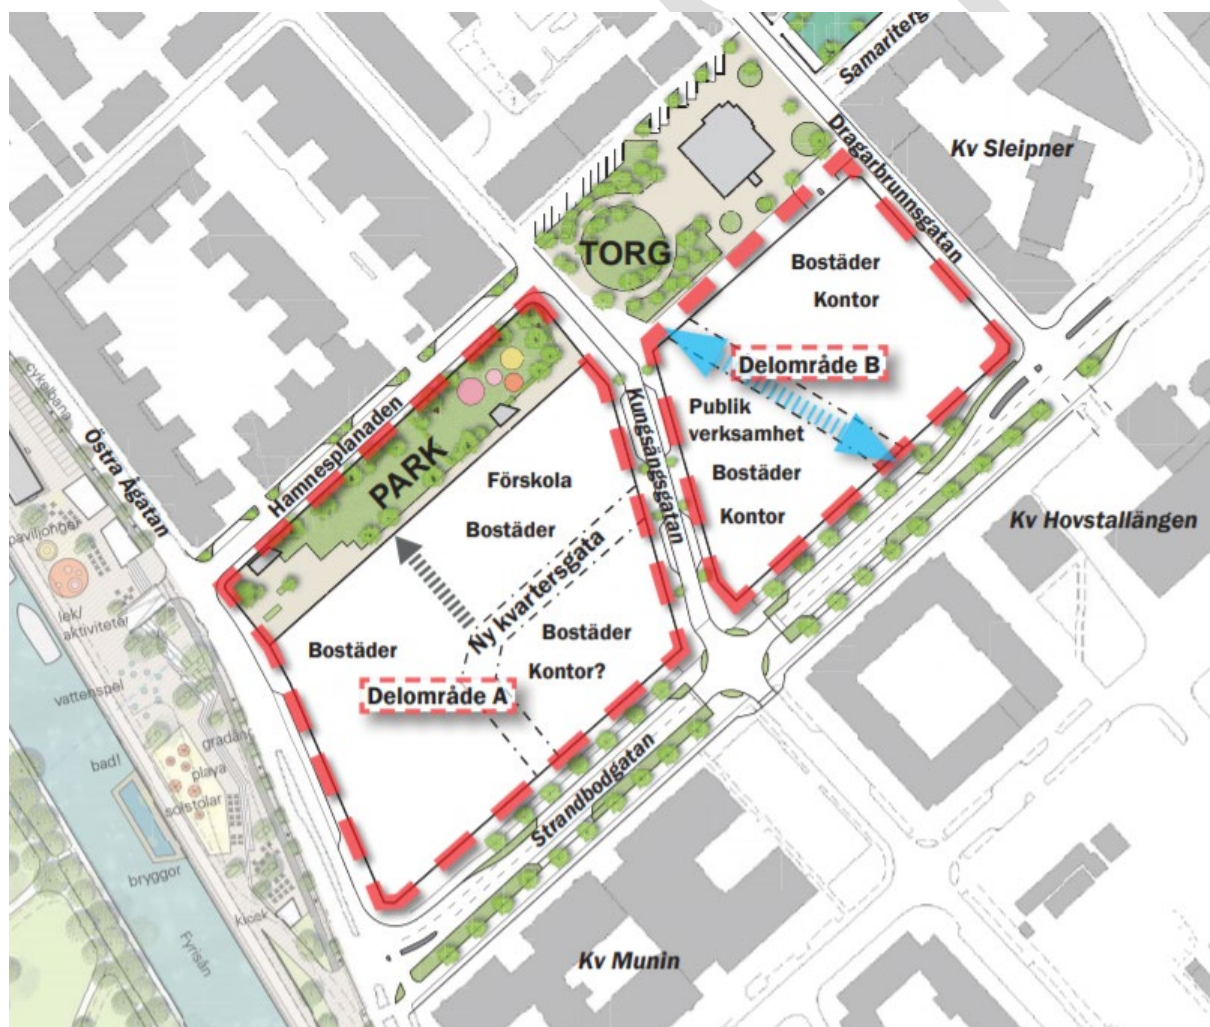 Samariterg
Dragarbrunnsgatan
Kv Sleipner
TORG
Bostäder
Kontor
Delområde B
Publik
verksamhet
Bostäder
Kontor
Kungsängsgatan
Hamnesplanaden
PARK
Östra Ågatan
cykelbana
Förskola
Bostäder
Ny kvartersgata
Bostäder
Kontor?
Bostäder
Delområde A
Kv Hovstallängen
paviljonger
lek/
aktiviteter
vattenspel
gradäng
bad!
playa
solstolar
bryggor
kiosk
Fyrisån
Strandbodgatan
Kv Munin